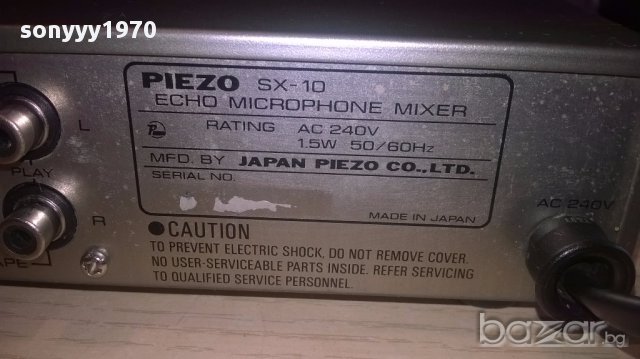 sonyyy1970
PIEZO SX-10
ECHO MICROPHONE MIXER
RATING AC 240V
1.5W 50/60Hz
MFD. BY JAPAN PIEZO CO.,LTD.
SERIAL NO.
MADE IN JAPAN
L
PLAY
R
TAPE
AC 240V
●CAUTION
TO PREVENT ELECTRIC SHOCK, DO NOT REMOVE COVER.
NO USER-SERVICEABLE PARTS INSIDE. REFER SERVICING
TO QUALIFIED SERVICE PERSONNEL.
bazar.bg